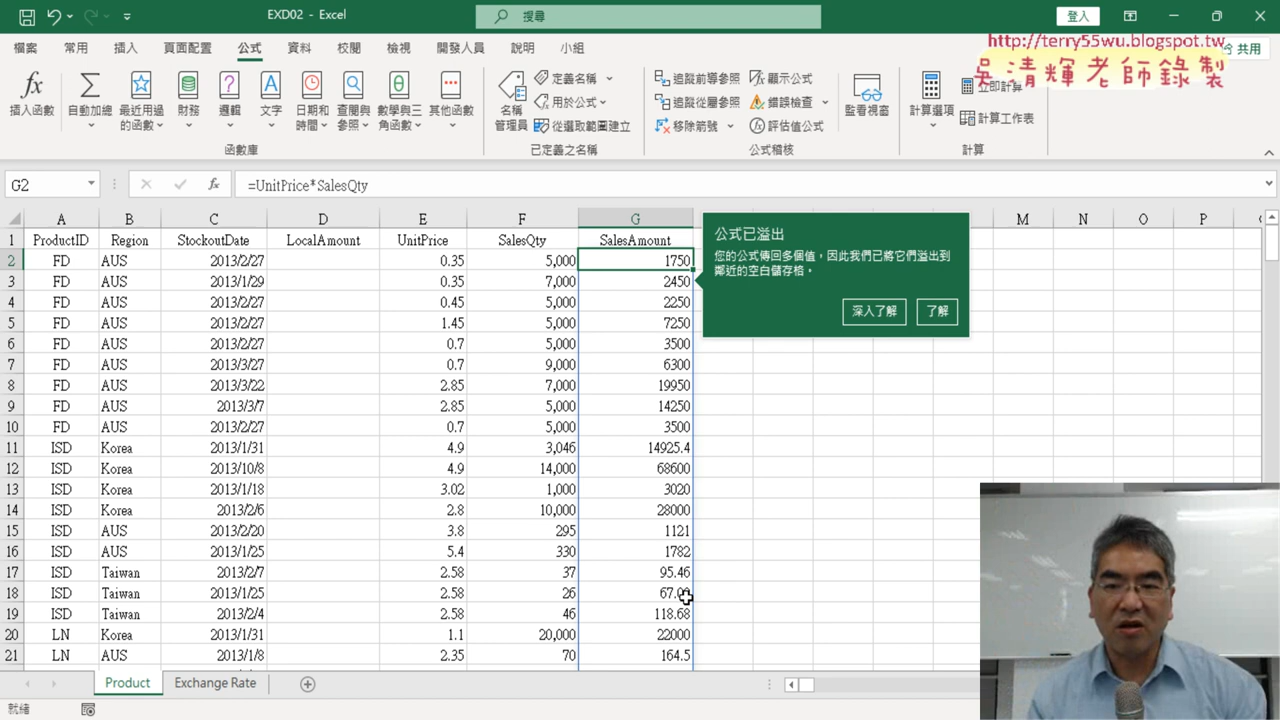 EXD02 - Excel
搜尋
登入
http://terry55wu.blogspot.tw
吳清輝老師錄製
檔案 常用 插入 頁面配置 公式 資料 校閱 檢視 開發人員 說明 小組 共用
插入函數 自動加總 最近用過的函數 財務 邏輯 文字 日期和時間 查閱與參照 數學與三角函數 其他函數
函數庫
名稱管理員 定義名稱 用於公式 從選取範圍建立
已定義之名稱
追蹤前導參照 顯示公式
追蹤從屬參照 錯誤檢查
移除箭號 評估值公式
監看視窗
公式稽核
計算選項 立即計算 計算工作表
計算
G2 fx =UnitPrice*SalesQty
A B C D E F G M N O P
1 ProductID Region StockoutDate LocalAmount UnitPrice SalesQty SalesAmount
2 FD AUS 2013/2/27 0.35 5,000 1750
3 FD AUS 2013/1/29 0.35 7,000 2450
4 FD AUS 2013/2/27 0.45 5,000 2250
5 FD AUS 2013/2/27 1.45 5,000 7250
6 FD AUS 2013/2/27 0.7 5,000 3500
7 FD AUS 2013/3/27 0.7 9,000 6300
8 FD AUS 2013/3/22 2.85 7,000 19950
9 FD AUS 2013/3/7 2.85 5,000 14250
10 FD AUS 2013/2/27 0.7 5,000 3500
11 ISD Korea 2013/1/31 4.9 3,046 14925.4
12 ISD Korea 2013/10/8 4.9 14,000 68600
13 ISD Korea 2013/1/18 3.02 1,000 3020
14 ISD Korea 2013/2/6 2.8 10,000 28000
15 ISD AUS 2013/2/20 3.8 295 1121
16 ISD AUS 2013/1/25 5.4 330 1782
17 ISD Taiwan 2013/2/7 2.58 37 95.46
18 ISD Taiwan 2013/1/25 2.58 26
19 ISD Taiwan 2013/2/4 2.58 46 118.68
20 LN Korea 2013/1/31 1.1 20,000 22000
21 LN AUS 2013/1/8 2.35 70 164.5
公式已溢出
您的公式傳回多個值，因此我們已將它們溢出到
鄰近的空白儲存格。
深入了解 了解
Product Exchange Rate
就緒